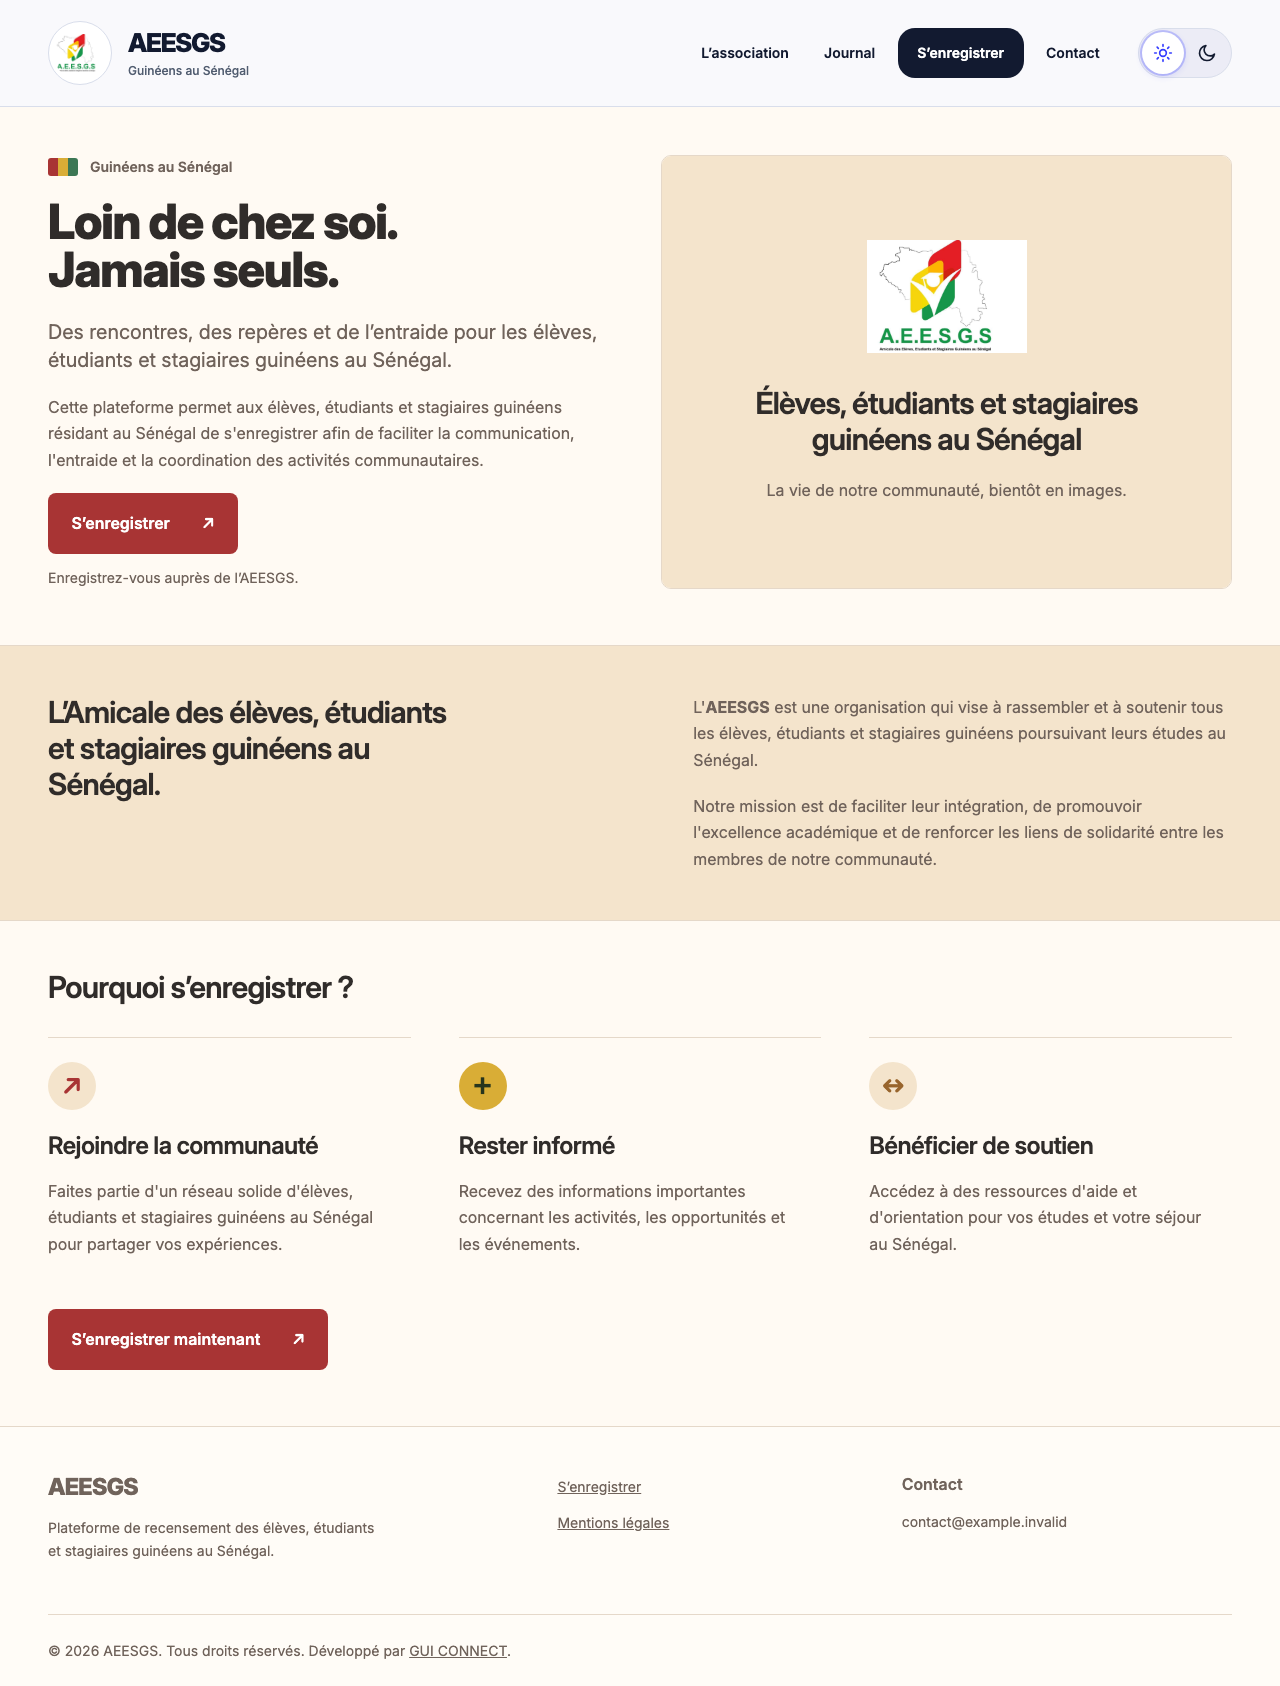 A.E.E.S.G.S
AEESGS
Guinéens au Sénégal
L’association
Journal
S’enregistrer
Contact
Guinéens au Sénégal
Loin de chez soi.
Jamais seuls.
Des rencontres, des repères et de l’entraide pour les élèves,
étudiants et stagiaires guinéens au Sénégal.
Cette plateforme permet aux élèves, étudiants et stagiaires guinéens
résidant au Sénégal de s'enregistrer afin de faciliter la communication,
l'entraide et la coordination des activités communautaires.
S’enregistrer
Enregistrez-vous auprès de l’AEESGS.
A.E.E.S.G.S
Amicale des Élèves, Étudiants et Stagiaires Guinéens au Sénégal
Élèves, étudiants et stagiaires
guinéens au Sénégal
La vie de notre communauté, bientôt en images.
L’Amicale des élèves, étudiants
et stagiaires guinéens au
Sénégal.
L'AEESGS est une organisation qui vise à rassembler et à soutenir tous
les élèves, étudiants et stagiaires guinéens poursuivant leurs études au
Sénégal.
Notre mission est de faciliter leur intégration, de promouvoir
l'excellence académique et de renforcer les liens de solidarité entre les
membres de notre communauté.
Pourquoi s’enregistrer ?
Rejoindre la communauté
Faites partie d'un réseau solide d'élèves,
étudiants et stagiaires guinéens au Sénégal
pour partager vos expériences.
Rester informé
Recevez des informations importantes
concernant les activités, les opportunités et
les événements.
Bénéficier de soutien
Accédez à des ressources d'aide et
d'orientation pour vos études et votre séjour
au Sénégal.
S’enregistrer maintenant
AEESGS
Plateforme de recensement des élèves, étudiants
et stagiaires guinéens au Sénégal.
S’enregistrer
Mentions légales
Contact
contact@example.invalid
© 2026 AEESGS. Tous droits réservés. Développé par GUI CONNECT.